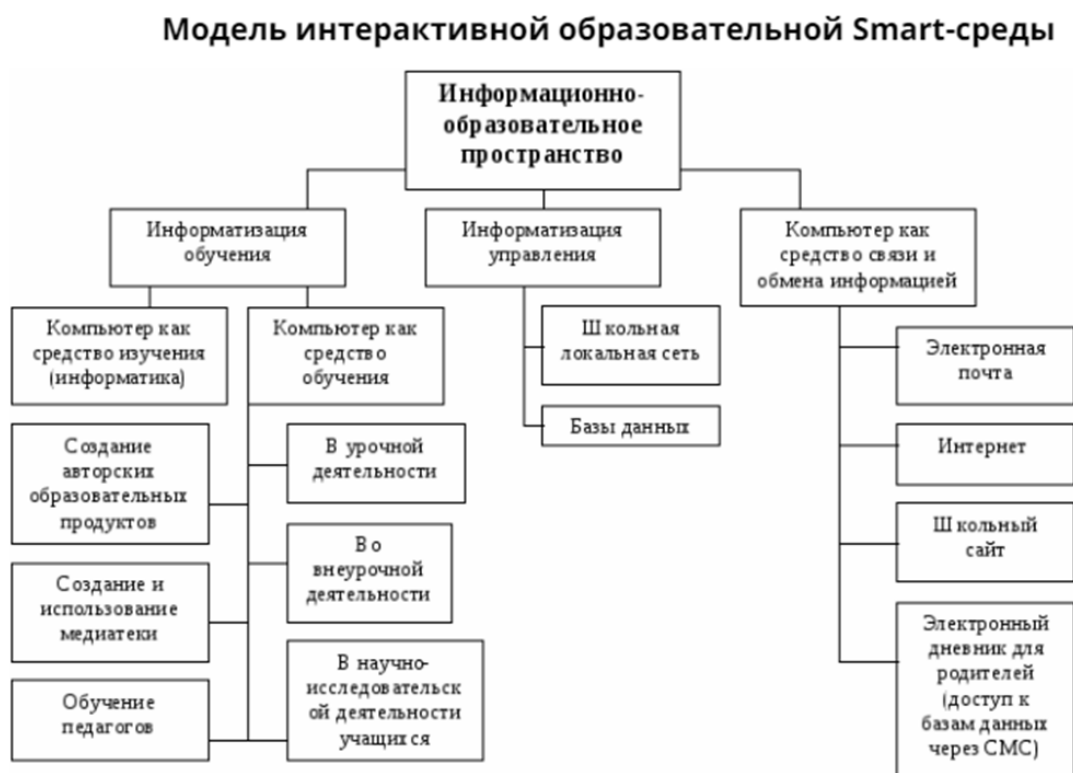 Модель интерактивной образовательной Smart-среды
Информационно-
образовательное
пространство
Информатизация
обучения
Информатизация
управления
Компьютер как
средство связи и
обмена информацией
Компьютер как
средство изучения
(информатика)
Компьютер как
средство
обучения
Школьная
локальная сеть
Базы данных
Электронная
почта
Интернет
Школьный
сайт
Электронный
дневник для
родителей
(доступ к
базам данных
через СМС)
Создание
авторских
образовательных
продуктов
Создание и
использование
медиатеки
Обучение
педагогов
В урочной
деятельности
Во
внеурочной
деятельности
В научно-
исследовательск
ой деятельности
учащихся